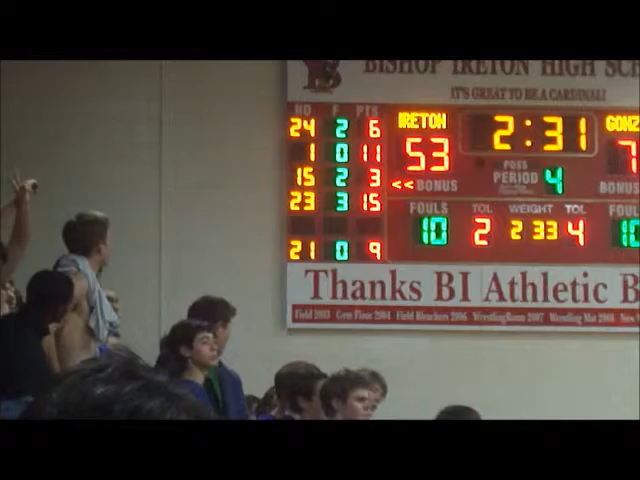 BISHOP IRETON HIGH SCH
IT'S GREAT TO BE A CARDINAL!
NO F PTS
24 2 6
1 0 11
15 2 3
23 3 15
21 0 9
IRETON 2:31 GONZ
53 7
POSS
PERIOD 4
<< BONUS BONUS
FOULS TOL WEIGHT TOL FOUL
10 2 2 33 4 10
Thanks BI Athletic B
Field 2003 Gym Floor 2004 Field Bleachers 2006 Wrestling Room 2007 Wrestling Mat 2008